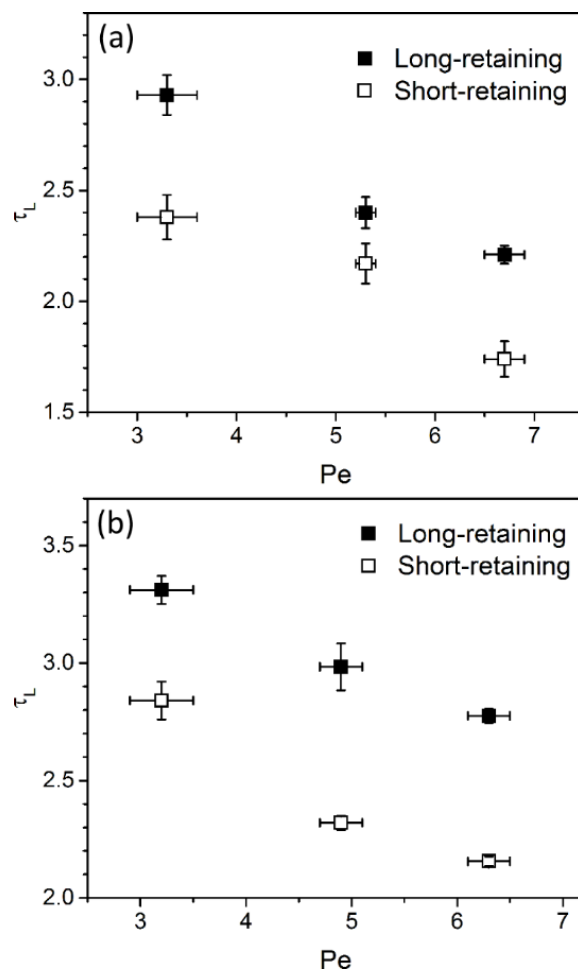 (a)
Long-retaining
Short-retaining
3.0
2.5
2.0
1.5
τL
3 4 5 6 7
Pe
(b)
Long-retaining
Short-retaining
3.5
3.0
2.5
2.0
τL
3 4 5 6 7
Pe